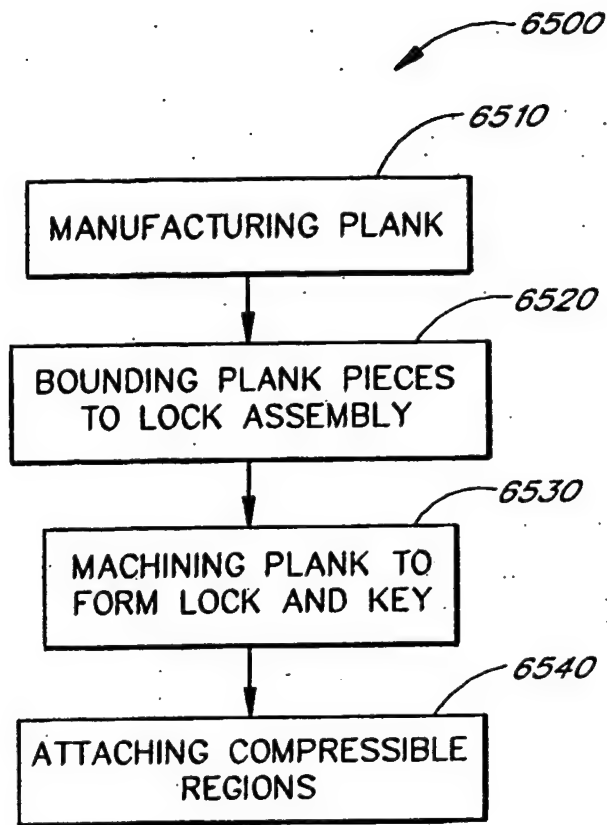 6500
6510
MANUFACTURING PLANK
6520
BOUNDING PLANK PIECES
TO LOCK ASSEMBLY
6530
MACHINING PLANK TO
FORM LOCK AND KEY
6540
ATTACHING COMPRESSIBLE
REGIONS